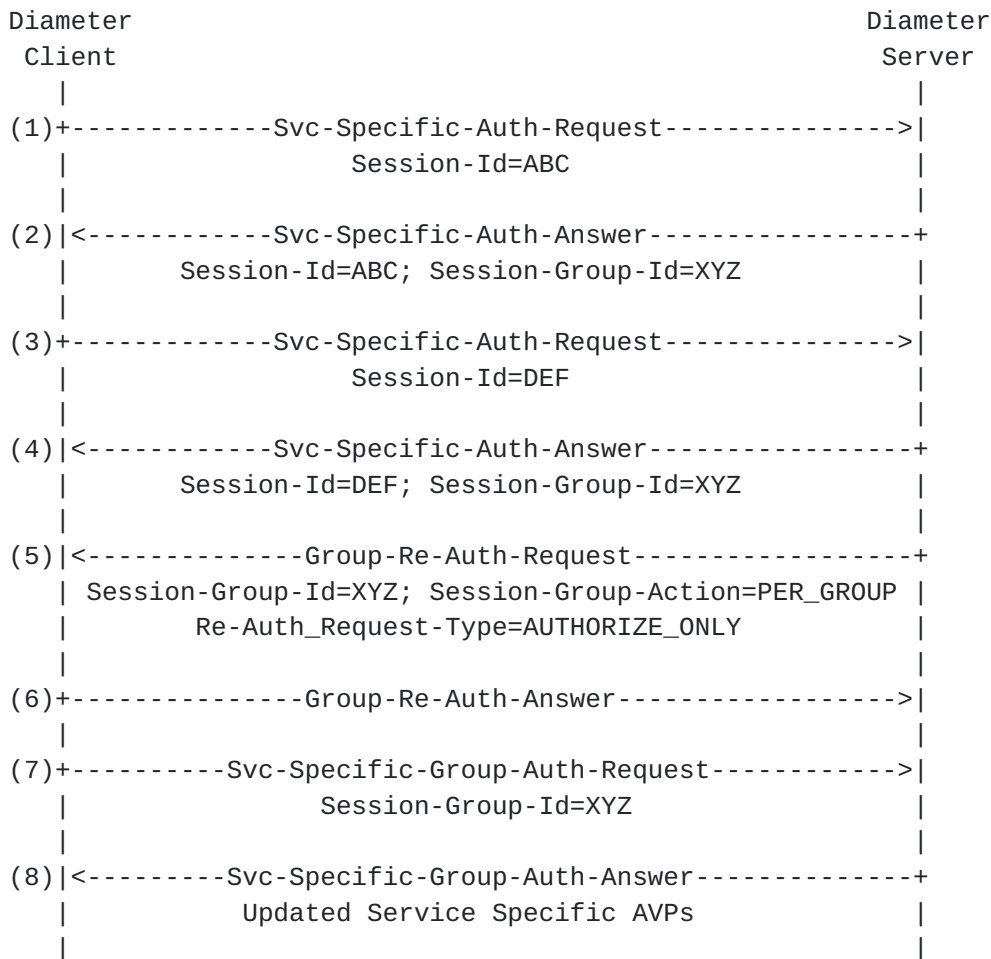 Diameter                                               Diameter
 Client                                                 Server
   |                                                      |
(1)+-------------Svc-Specific-Auth-Request--------------->|
   |                  Session-Id=ABC                      |
   |                                                      |
(2)|<------------Svc-Specific-Auth-Answer-----------------+
   |       Session-Id=ABC; Session-Group-Id=XYZ           |
   |                                                      |
(3)+-------------Svc-Specific-Auth-Request--------------->|
   |                  Session-Id=DEF                      |
   |                                                      |
(4)|<------------Svc-Specific-Auth-Answer-----------------+
   |       Session-Id=DEF; Session-Group-Id=XYZ           |
   |                                                      |
(5)|<--------------Group-Re-Auth-Request------------------+
   | Session-Group-Id=XYZ; Session-Group-Action=PER_GROUP |
   |        Re-Auth_Request-Type=AUTHORIZE_ONLY           |
   |                                                      |
(6)+---------------Group-Re-Auth-Answer------------------>|
   |                                                      |
(7)+----------Svc-Specific-Group-Auth-Request------------>|
   |                Session-Group-Id=XYZ                  |
   |                                                      |
(8)|<---------Svc-Specific-Group-Auth-Answer--------------+
   |           Updated Service Specific AVPs              |
   |                                                      |